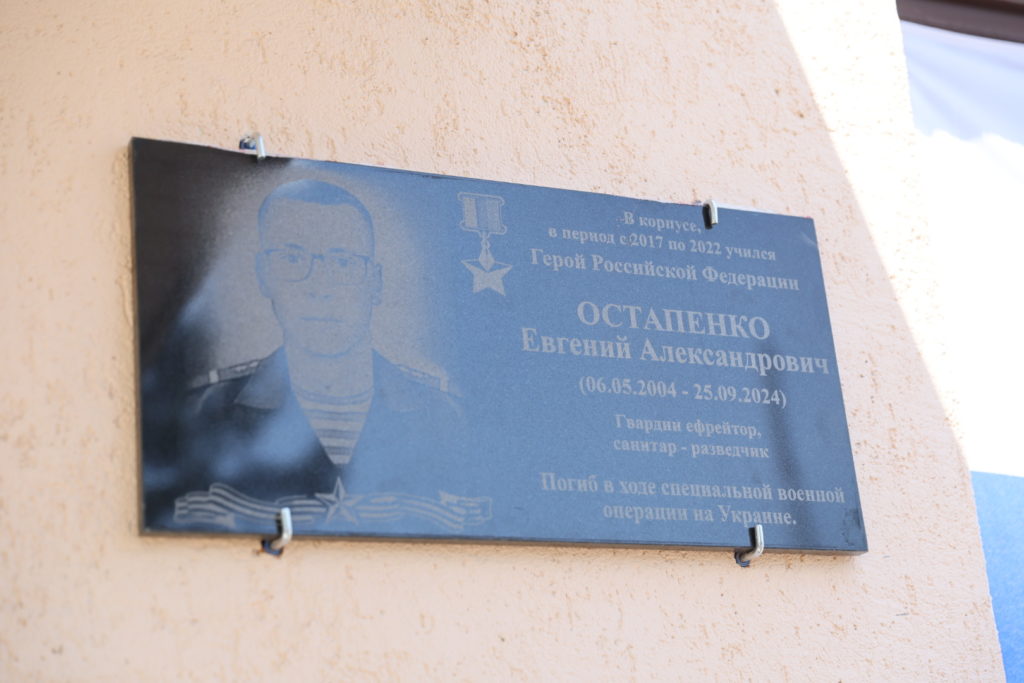 В корпусе,
в период с 2017 по 2022 учился
Герой Российской Федерации
ОСТАПЕНКО
Евгений Александрович
(06.05.2004 - 25.09.2024)
Гвардии ефрейтор,
санитар - разведчик
Погиб в ходе специальной военной
операции на Украине.